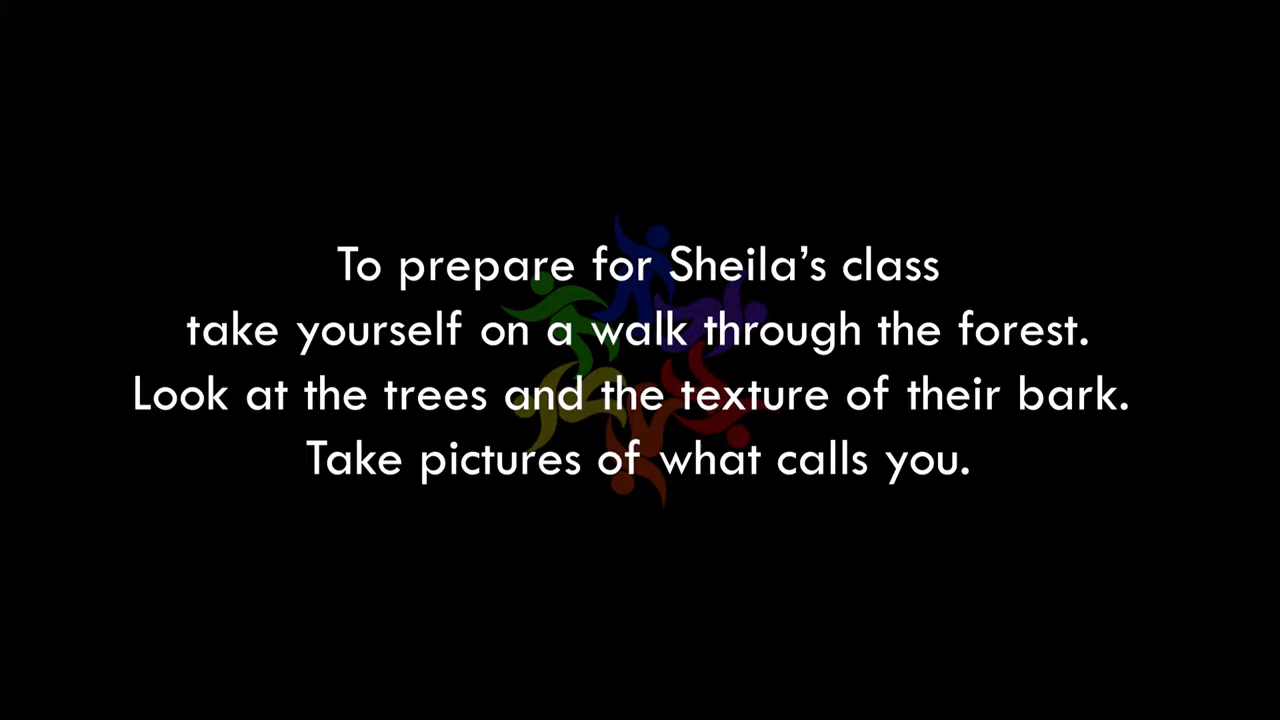 To prepare for Sheila’s class
take yourself on a walk through the forest.
Look at the trees and the texture of their bark.
Take pictures of what calls you.